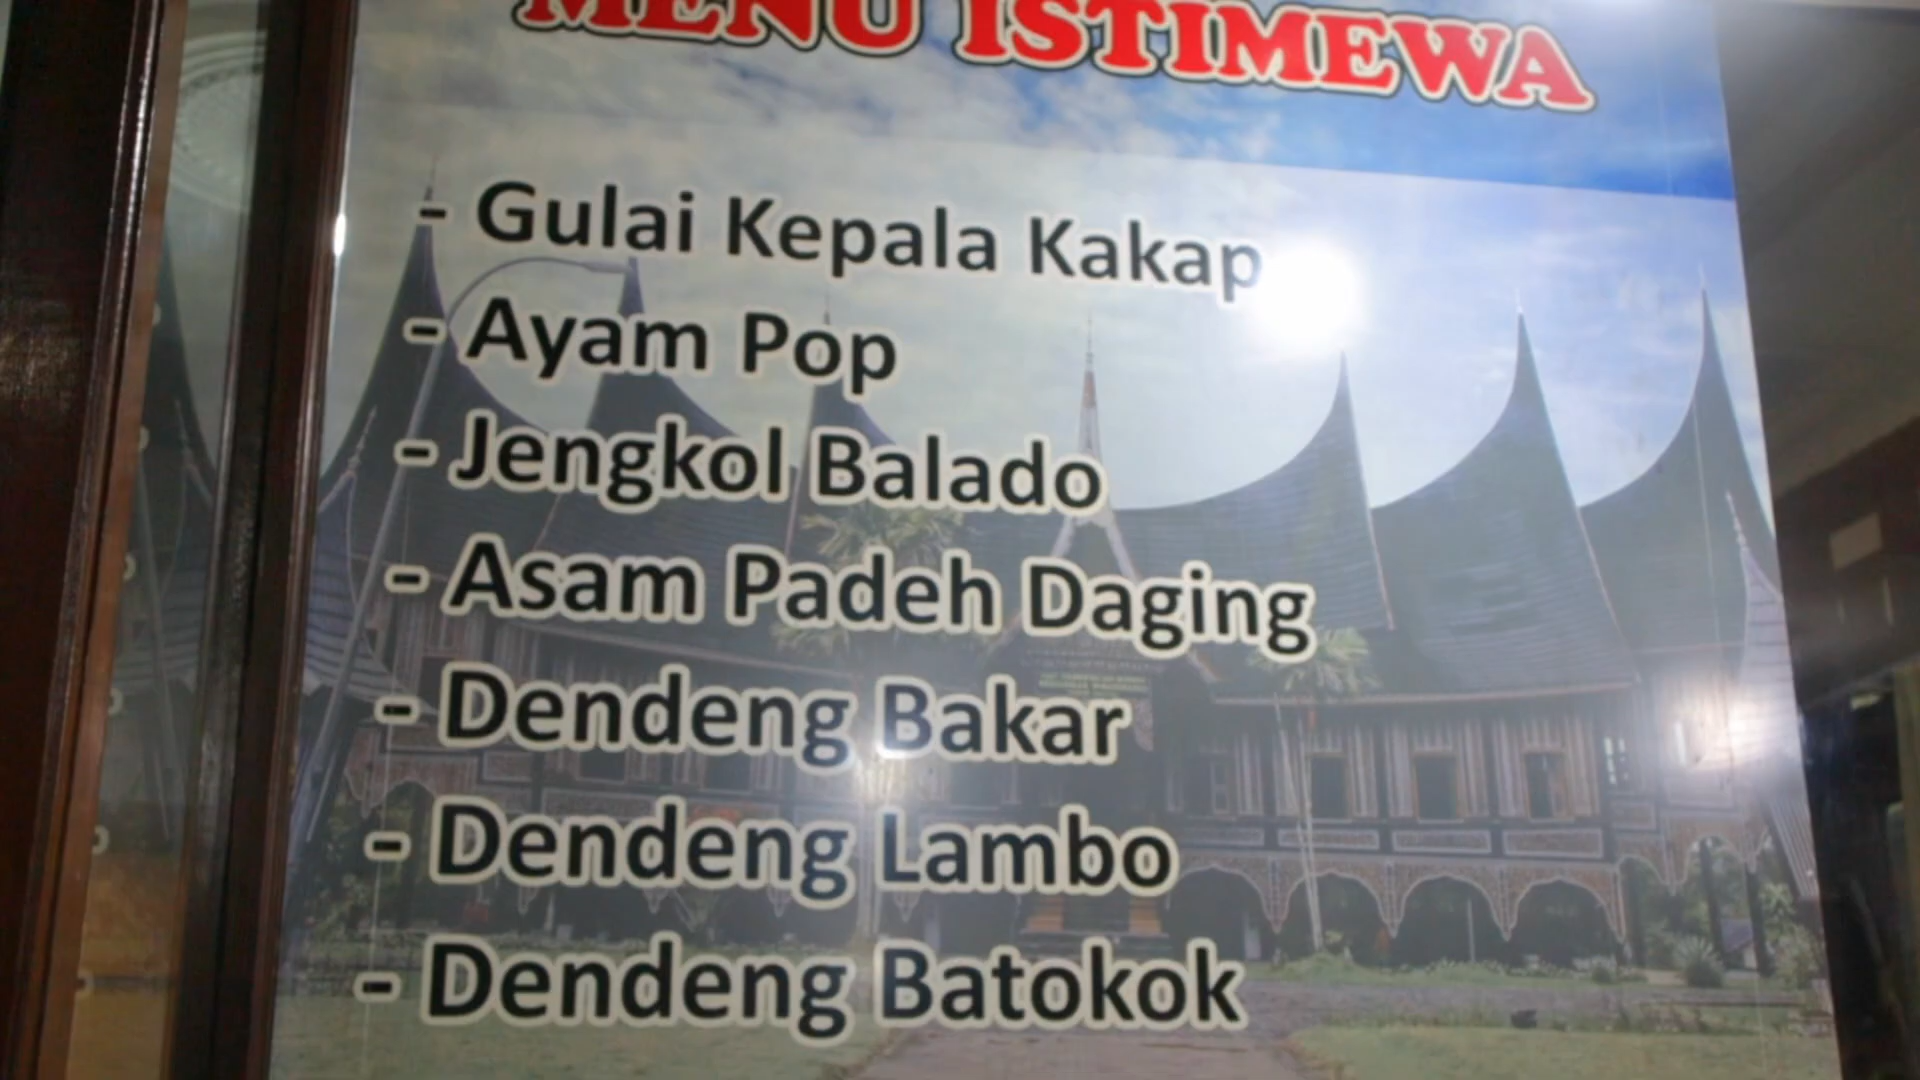 MENU ISTIMEWA
- Gulai Kepala Kakap
- Ayam Pop
- Jengkol Balado
- Asam Padeh Daging
- Dendeng Bakar
- Dendeng Lambo
- Dendeng Batokok